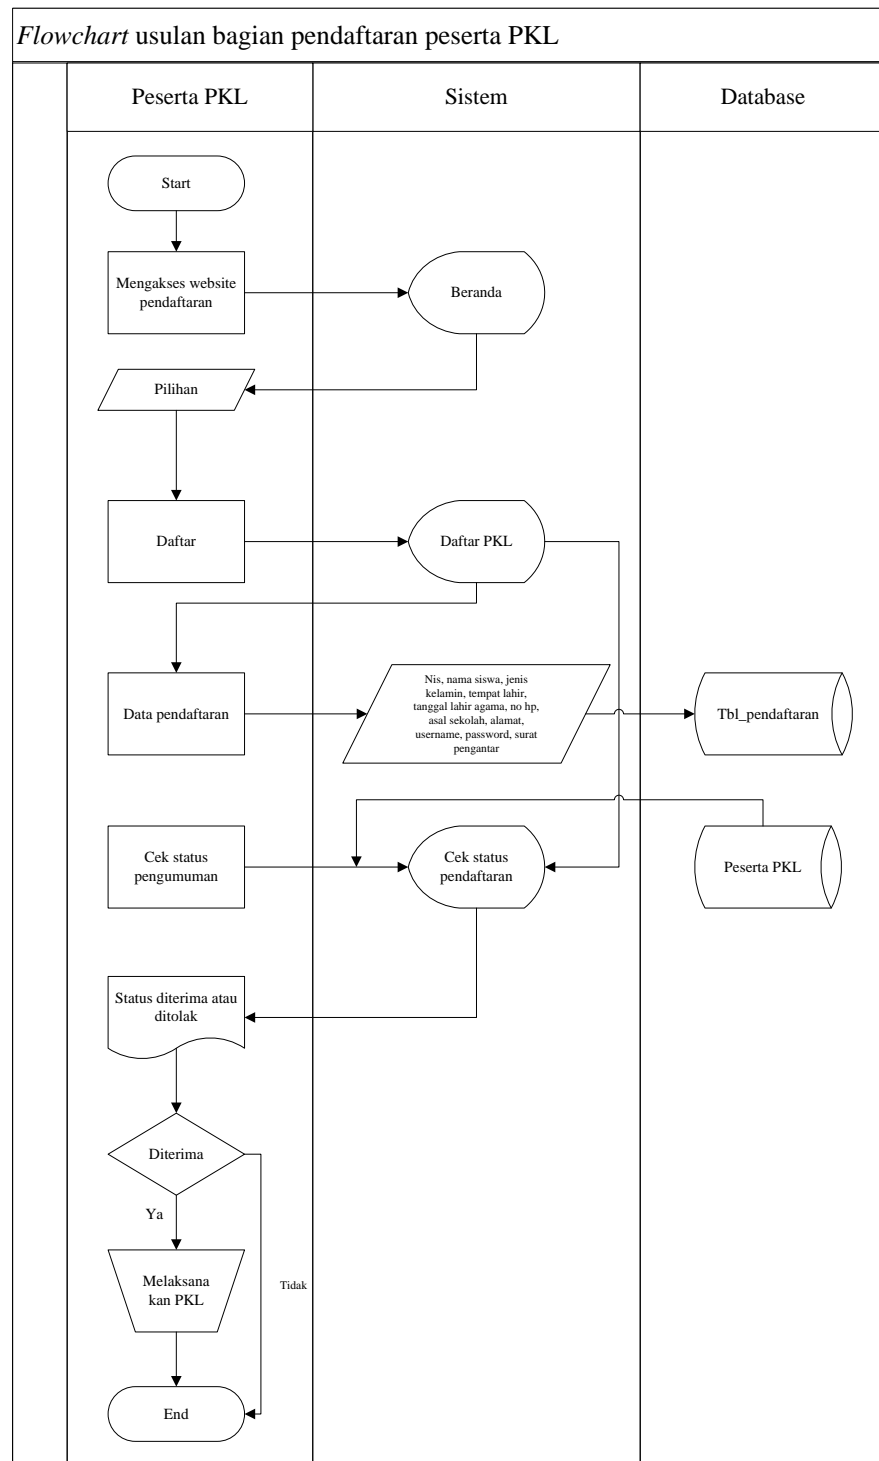 Flowchart usulan bagian pendaftaran peserta PKL
Peserta PKL
Sistem
Database
Start
Mengakses website
pendaftaran
Beranda
Pilihan
Daftar
Daftar PKL
Data pendaftaran
Nis, nama siswa, jenis
kelamin, tempat lahir,
tanggal lahir agama, no hp,
asal sekolah, alamat,
username, password, surat
pengantar
Tbl_pendaftaran
Cek status
pengumuman
Cek status
pendaftaran
Peserta PKL
Status diterima atau
ditolak
Diterima
Ya
Melaksana
kan PKL
Tidak
End